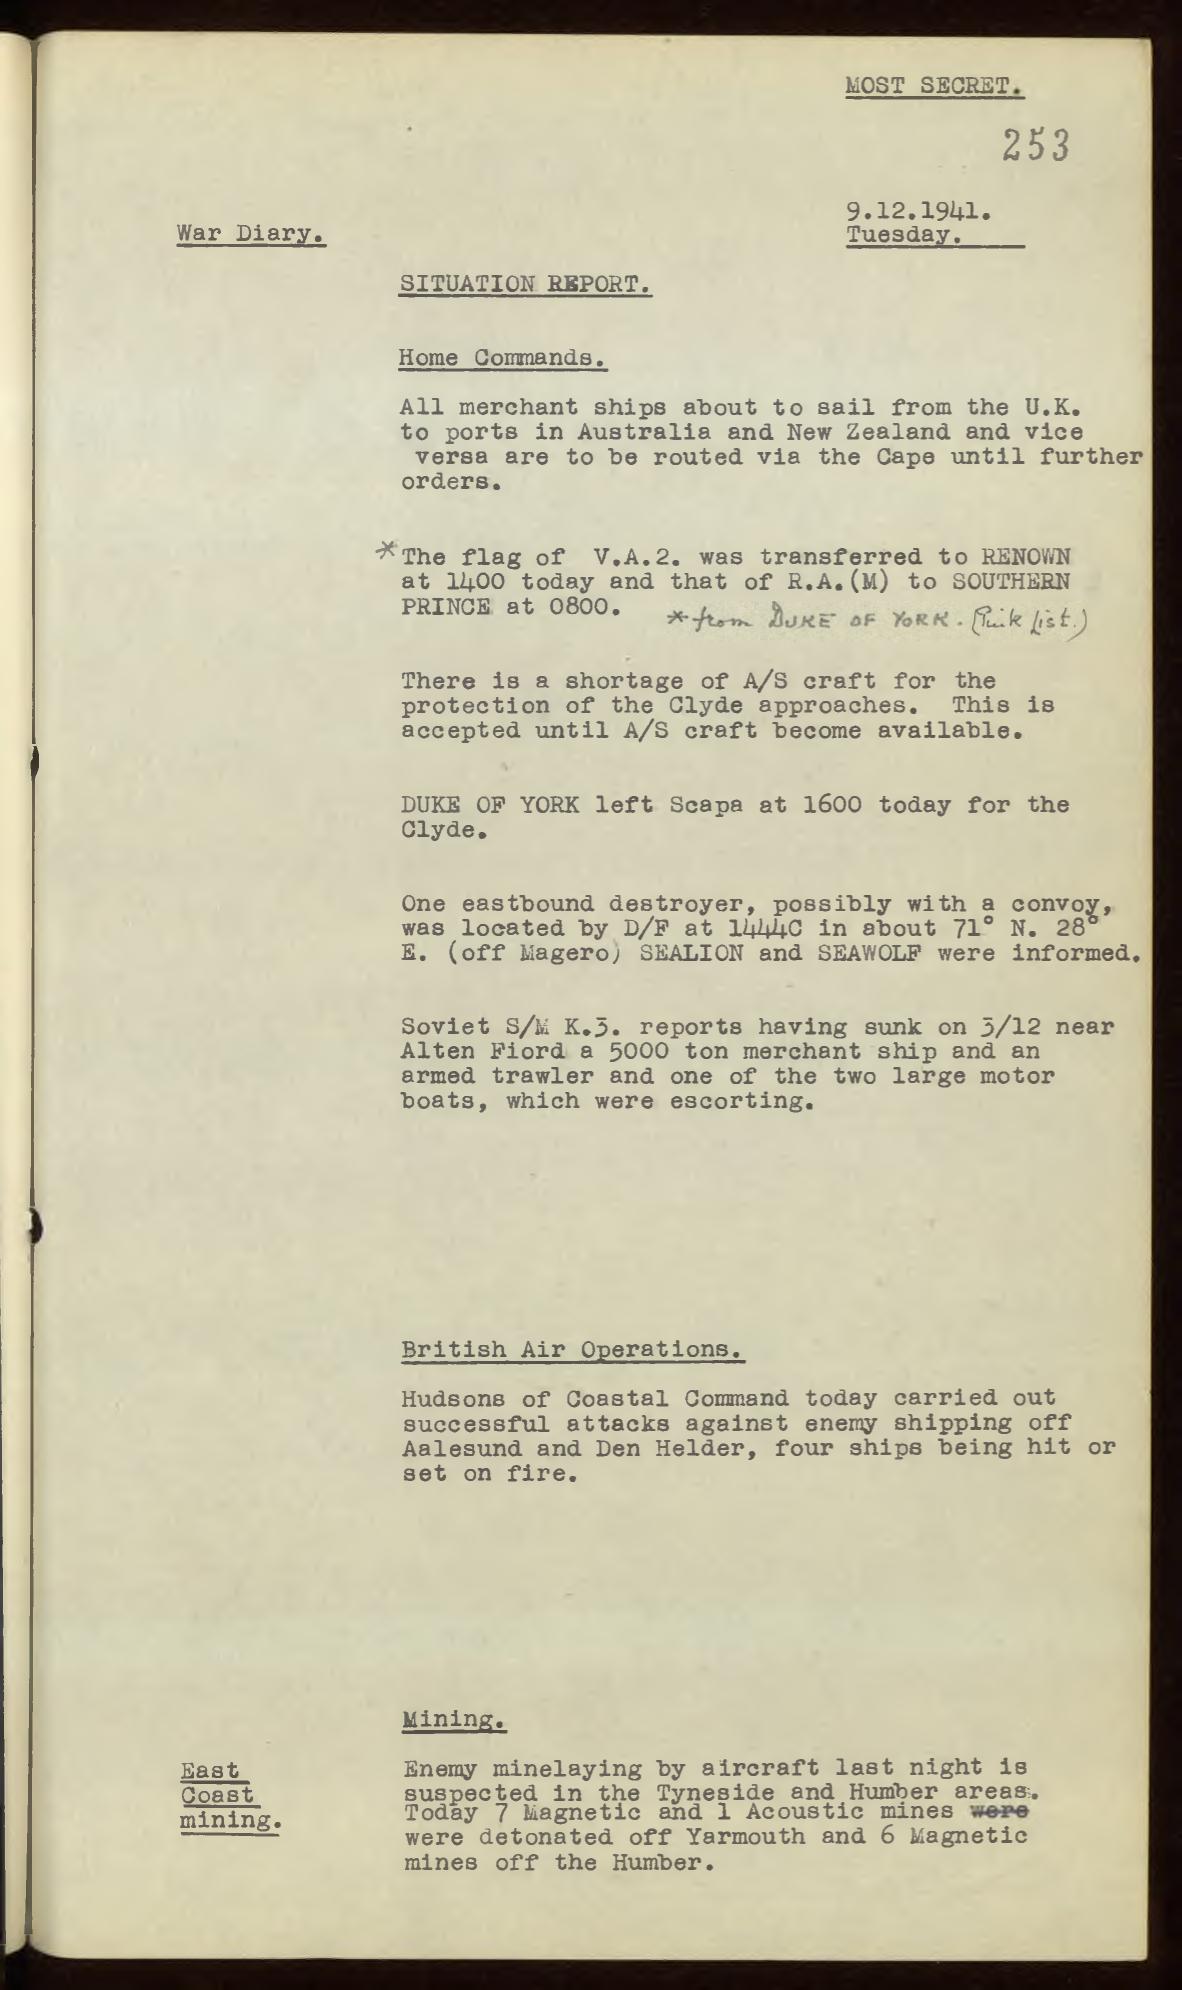 MOST SECRET.
253
9.12.1941.
War Diary.
Tuesday.
SITUATION REPORT.
Home Commands.
All merchant ships about to sail from the U.K.
to ports in Australia and New Zealand and vice
versa are to be routed via the Cape until further
orders.
*The flag of V.A.2. was transferred to RENOWN
at 1400 today and that of R.A.(M) to SOUTHERN
PRINCE at 0800.
*from DUKE OF YORK. (Pink list.)
There is a shortage of A/S craft for the
protection of the Clyde approaches. This is
accepted until A/S craft become available.
DUKE OF YORK left Scapa at 1600 today for the
Clyde.
One eastbound destroyer, possibly with a convoy,
was located by D/F at 1444C in about 71° N. 28°
E. (off Magero) SEALION and SEAWOLF were informed.
Soviet S/M K.3. reports having sunk on 3/12 near
Alten Fiord a 5000 ton merchant ship and an
armed trawler and one of the two large motor
boats, which were escorting.
British Air Operations.
Hudsons of Coastal Command today carried out
successful attacks against enemy shipping off
Aalesund and Den Helder, four ships being hit or
set on fire.
Mining.
East
Coast
mining.
Enemy minelaying by aircraft last night is
suspected in the Tyneside and Humber areas.
Today 7 Magnetic and 1 Acoustic mines were
were detonated off Yarmouth and 6 Magnetic
mines off the Humber.